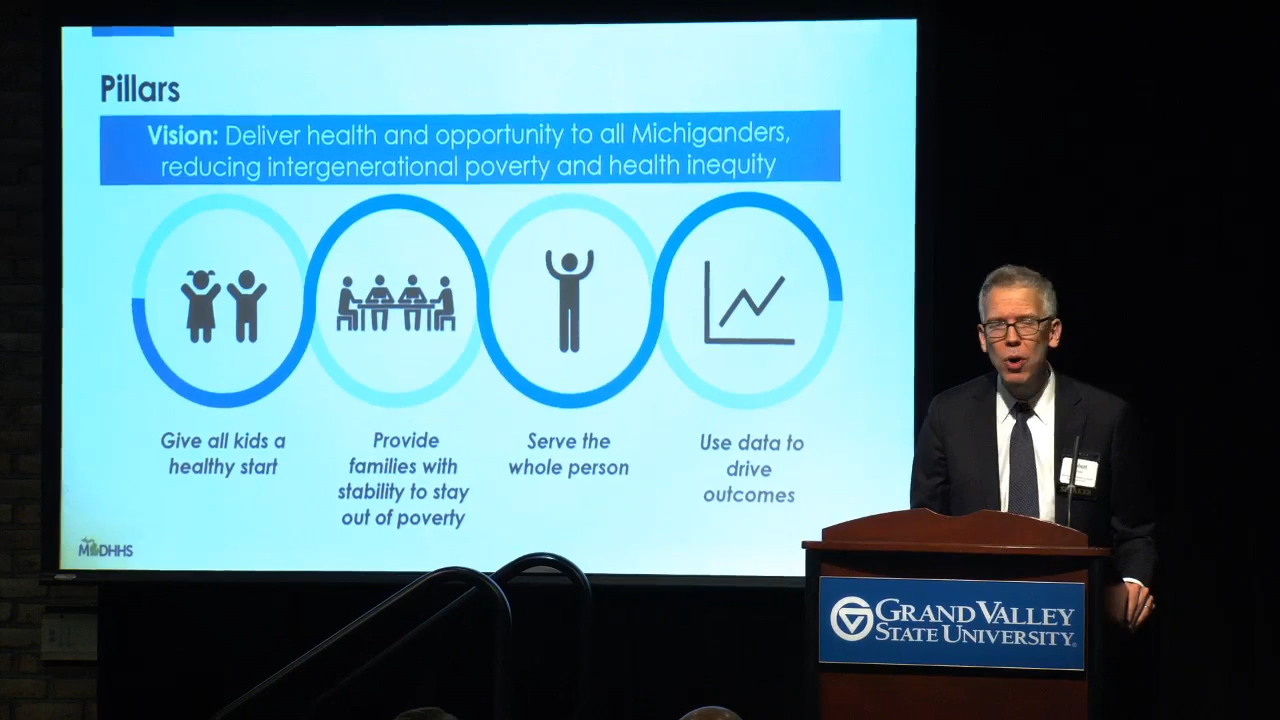 Pillars
Vision: Deliver health and opportunity to all Michiganders,
reducing intergenerational poverty and health inequity
Give all kids a
healthy start
Provide
families with
stability to stay
out of poverty
Serve the
whole person
Use data to
drive
outcomes
MDHHS
GRAND VALLEY
STATE UNIVERSITY